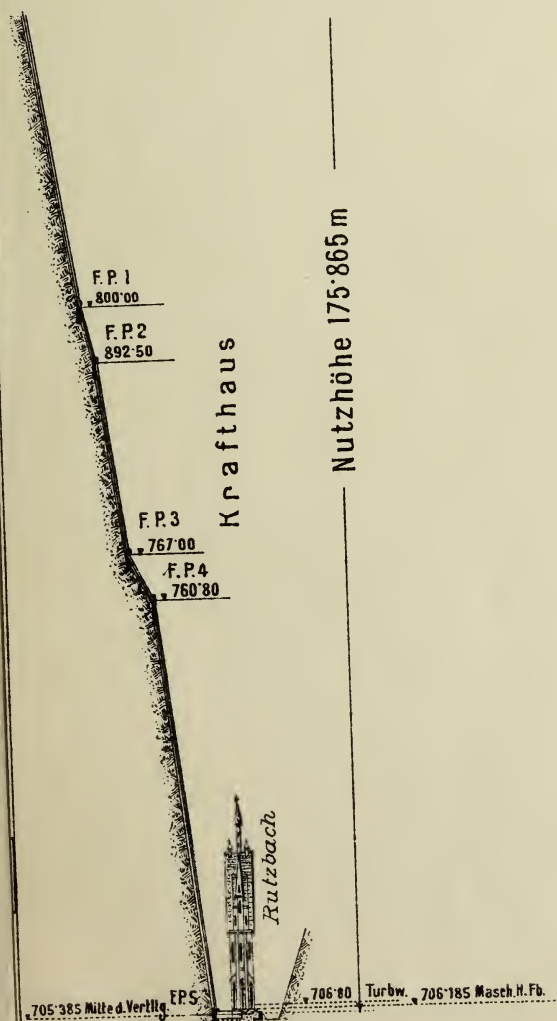 F.P. 1
800·00
F.P. 2
892·50
Krafthaus
Nutzhöhe 175·865 m
F.P. 3
767·00
F.P. 4
760·80
Rutzbach
F.P.5
705·385 Mitte d. Vertltg.
706·80 Turbw.
706·185 Masch.H.Fb.